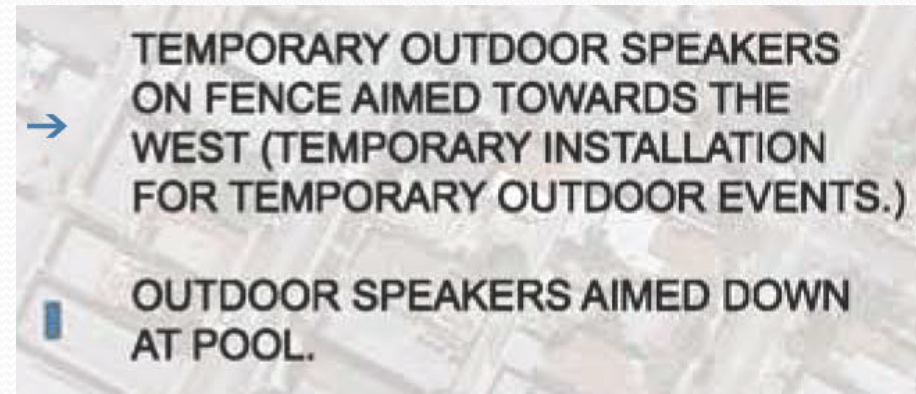 TEMPORARY OUTDOOR SPEAKERS
ON FENCE AIMED TOWARDS THE
WEST (TEMPORARY INSTALLATION
FOR TEMPORARY OUTDOOR EVENTS.)
OUTDOOR SPEAKERS AIMED DOWN
AT POOL.